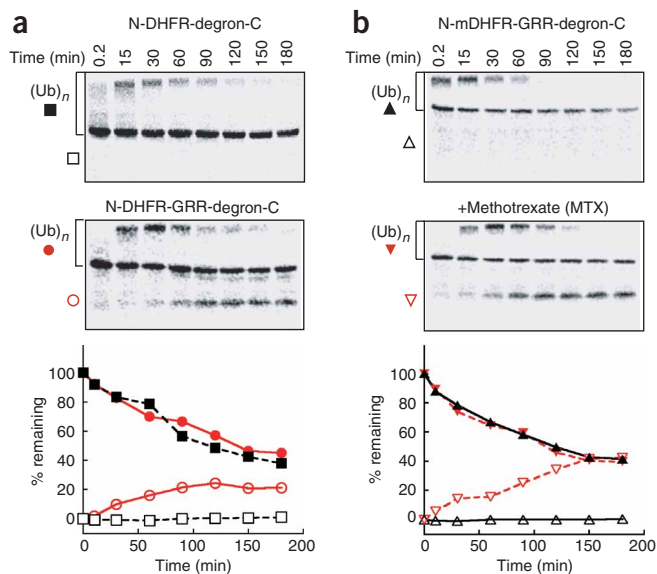 a
N-DHFR-degron-C
Time (min) 0.2 15 30 60 90 120 150 180
(Ub)n
N-DHFR-GRR-degron-C
(Ub)n
% remaining
100
80
60
40
20
0
0 50 100 150 200
Time (min)
b
N-mDHFR-GRR-degron-C
Time (min) 0.2 15 30 60 90 120 150 180
(Ub)n
+Methotrexate (MTX)
(Ub)n
% remaining
100
80
60
40
20
0
0 50 100 150 200
Time (min)